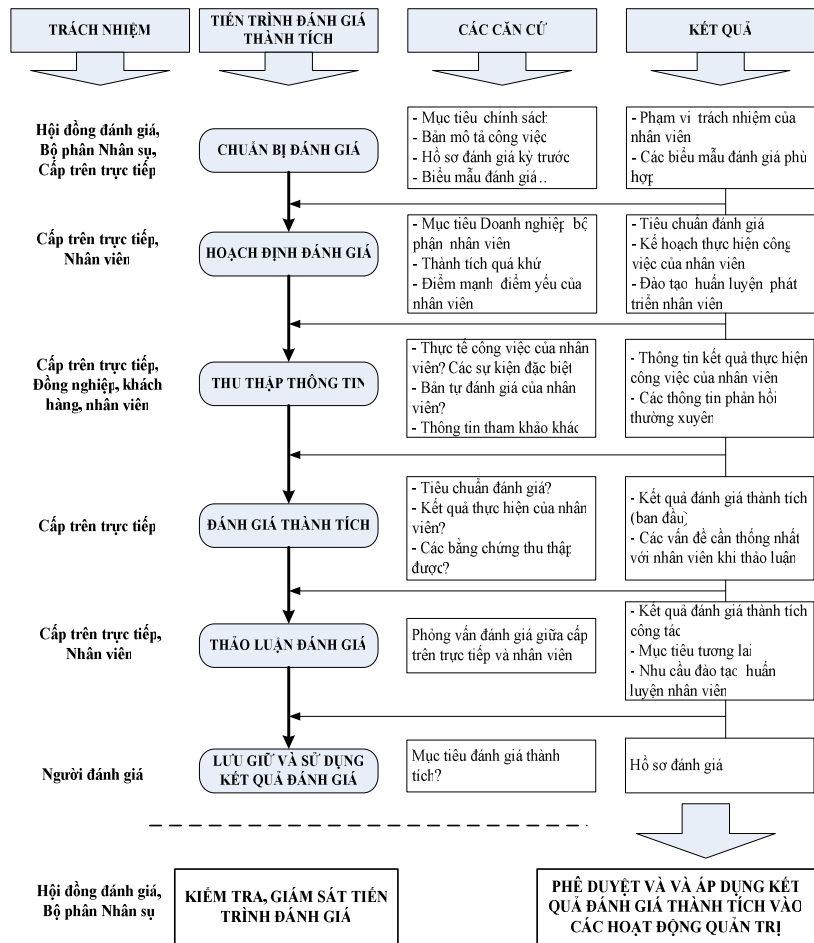 TRÁCH NHIỆM
TIẾN TRÌNH ĐÁNH GIÁ
THÀNH TÍCH
CÁC CĂN CỨ
KẾT QUẢ
Hội đồng đánh giá,
Bộ phân Nhân sụ,
Cấp trên trực tiếp
CHUẨN BỊ ĐÁNH GIÁ
- Mục tiêu chính sách
- Bản mô tả công việc
- Hồ sơ đánh giá kỳ trước
- Biểu mẫu đánh giá..
- Phạm vi trách nhiệm của
nhân viên
- Các biểu mẫu đánh giá phù
hợp
Cấp trên trực tiếp,
Nhân viên
HOẠCH ĐỊNH ĐÁNH GIÁ
- Mục tiêu Doanh nghiệp bộ
phận nhân viên
- Thành tích quá khứ
- Điểm mạnh điểm yếu của
nhân viên
- Tiêu chuẩn đánh giá
- Kế hoạch thực hiện công
việc của nhân viên
- Đào tạo huấn luyện phát
triển nhân viên
Cấp trên trực tiếp,
Đồng nghiệp, khách
hàng, nhân viên
THU THẬP THÔNG TIN
- Thực tế công việc của nhân
viên? Các sự kiện đặc biệt
- Bản tự đánh giá của nhân
viên?
- Thông tin tham khảo khác
- Thông tin kết quả thực hiện
công việc của nhân viên
- Các thông tin phản hồi
thường xuyên
Cấp trên trực tiếp
ĐÁNH GIÁ THÀNH TÍCH
- Tiêu chuẩn đánh giá?
- Kết quả thực hiện của nhân
viên?
- Các bằng chứng thu thập
được?
- Kết quả đánh giá thành tích
(ban đầu)
- Các vấn đề cần thống nhất
với nhân viên khi thảo luận
Cấp trên trực tiếp,
Nhân viên
THẢO LUẬN ĐÁNH GIÁ
Phỏng vấn đánh giá giữa cấp
trên trực tiếp và nhân viên
- Kết quả đánh giá thành tích
công tác
- Mục tiêu tương lai
- Nhu cầu đào tạo huấn
luyện nhân viên
Người đánh giá
LƯU GIỮ VÀ SỬ DỤNG
KẾT QUẢ ĐÁNH GIÁ
Mục tiêu đánh giá thành
tích?
Hồ sơ đánh giá
Hội đồng đánh giá,
Bộ phân Nhân sụ
KIỂM TRA, GIÁM SÁT TIẾN
TRÌNH ĐÁNH GIÁ
PHÊ DUYỆT VÀ VÀ ÁP DỤNG KẾT
QUẢ ĐÁNH GIÁ THÀNH TÍCH VÀO
CÁC HOẠT ĐỘNG QUẢN TRỊ